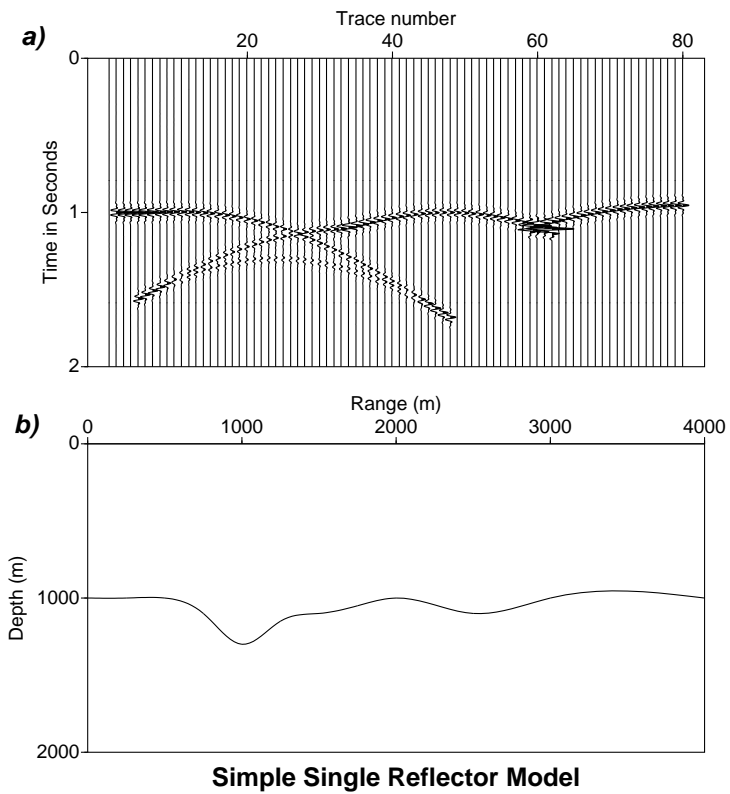 Trace number
a)
20 40 60 80
0
1
2
Time in Seconds
Range (m)
b)
0 1000 2000 3000 4000
0
1000
2000
Depth (m)
Simple Single Reflector Model